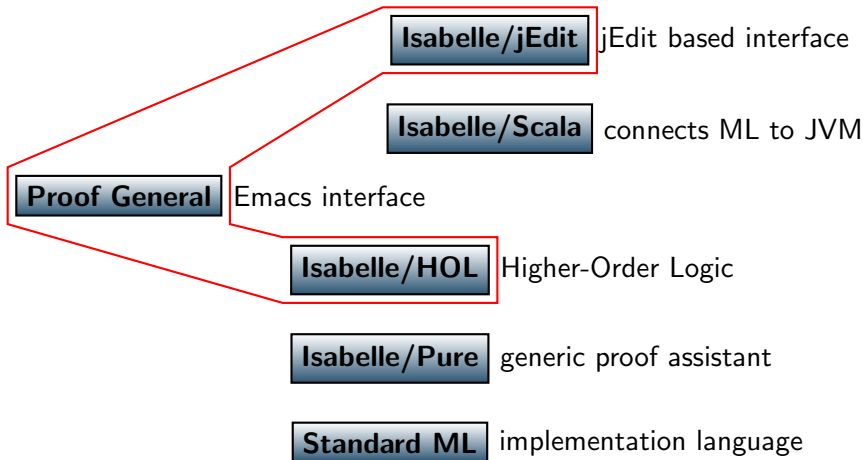 Isabelle/jEdit jEdit based interface
Isabelle/Scala connects ML to JVM
Proof General Emacs interface
Isabelle/HOL Higher-Order Logic
Isabelle/Pure generic proof assistant
Standard ML implementation language